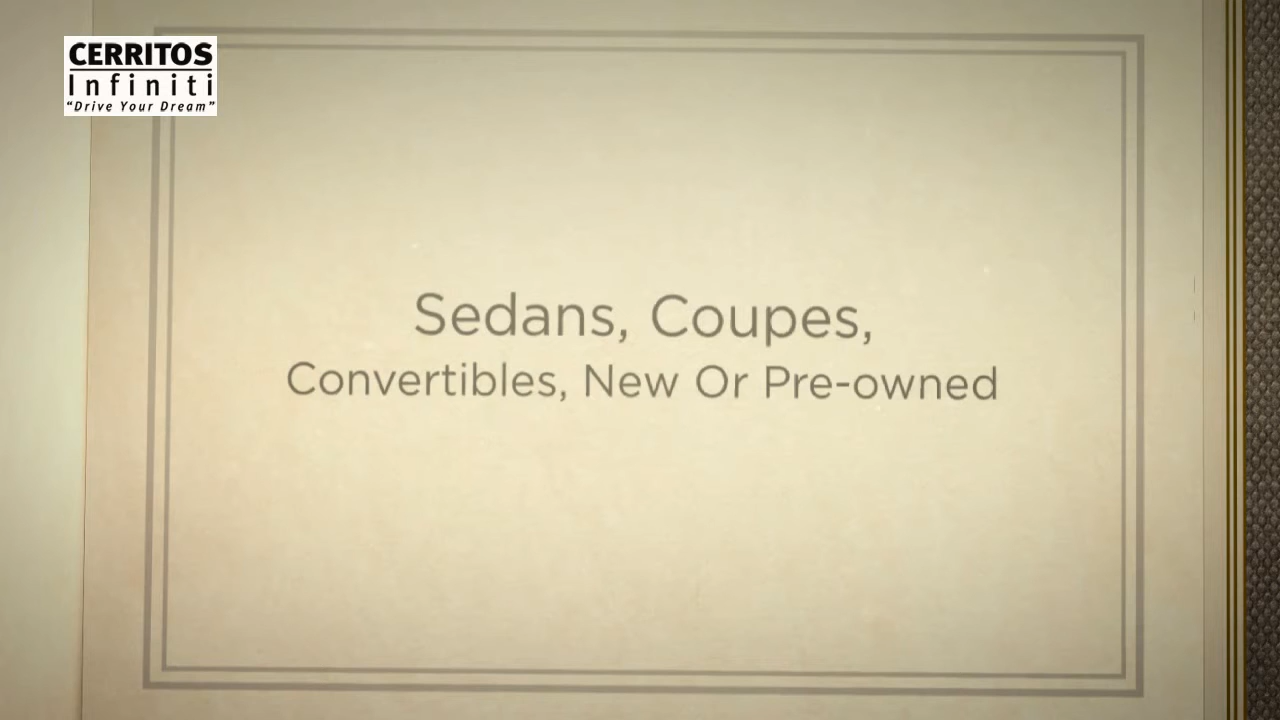 CERRITOS
Infiniti
"Drive Your Dream"
Sedans, Coupes,
Convertibles, New Or Pre-owned